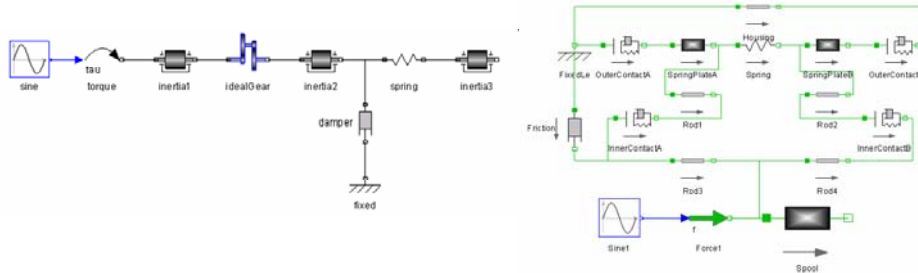 sine
tau
torque
inertia1
idealGear
inertia2
spring
inertia3
damper
fixed
Housing
FixedLe
OuterContactA
SpringPlateA
Spring
SpringPlateB
OuterContact
Rod1
Rod2
Friction
InnerContactA
InnerContactB
Rod3
Rod4
f
Sine1
Force1
Spool